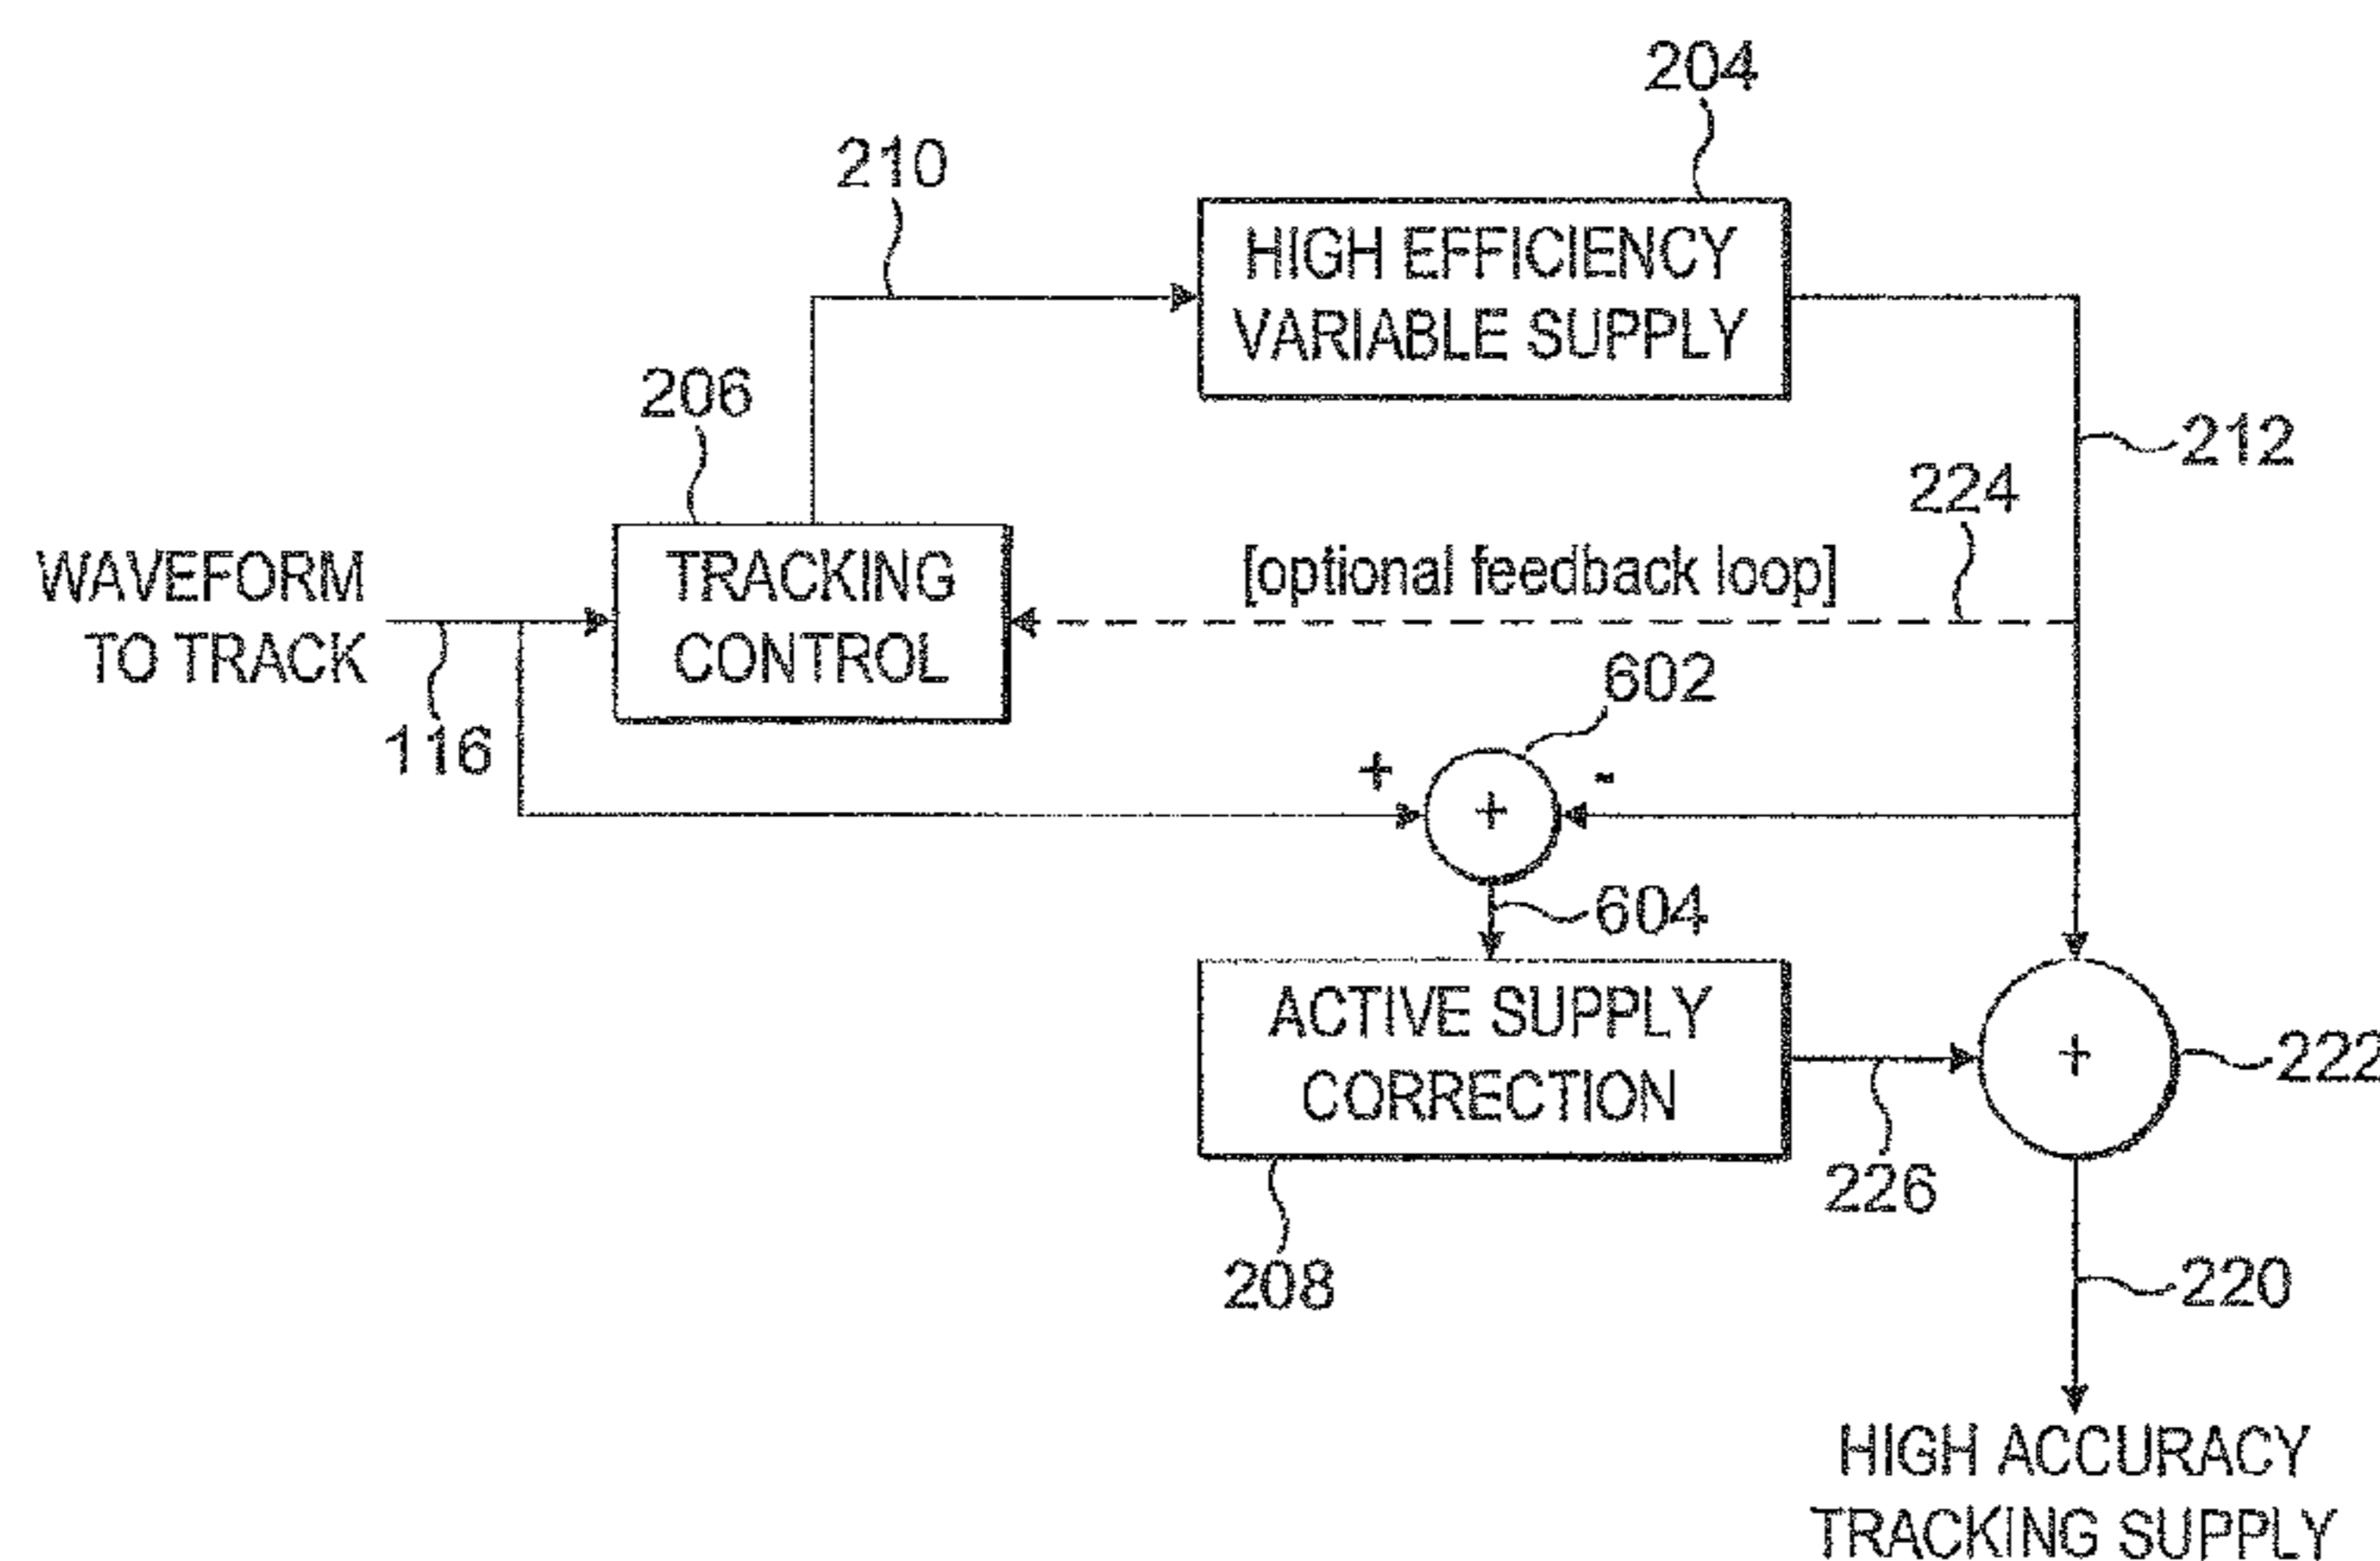 204
210
HIGH EFFICIENCY
VARIABLE SUPPLY
206
212
224
WAVEFORM
TO TRACK
TRACKING
CONTROL
[optional feedback loop]
116
602
+
-
+
604
ACTIVE SUPPLY
CORRECTION
+
222
226
208
220
HIGH ACCURACY
TRACKING SUPPLY